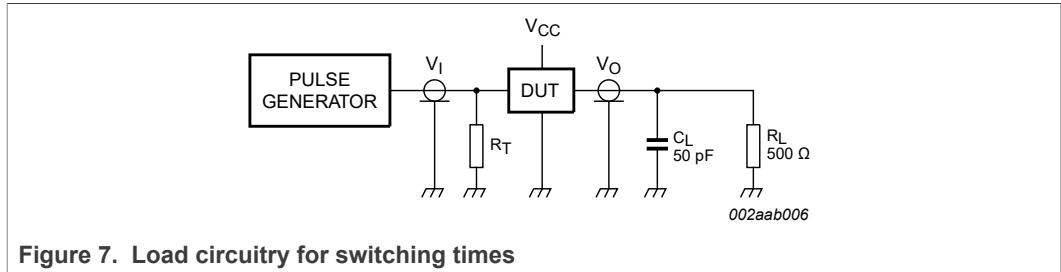 VCC
PULSE
GENERATOR
VI
DUT
VO
RT
CL
50 pF
RL
500 Ω
002aab006
Figure 7. Load circuitry for switching times